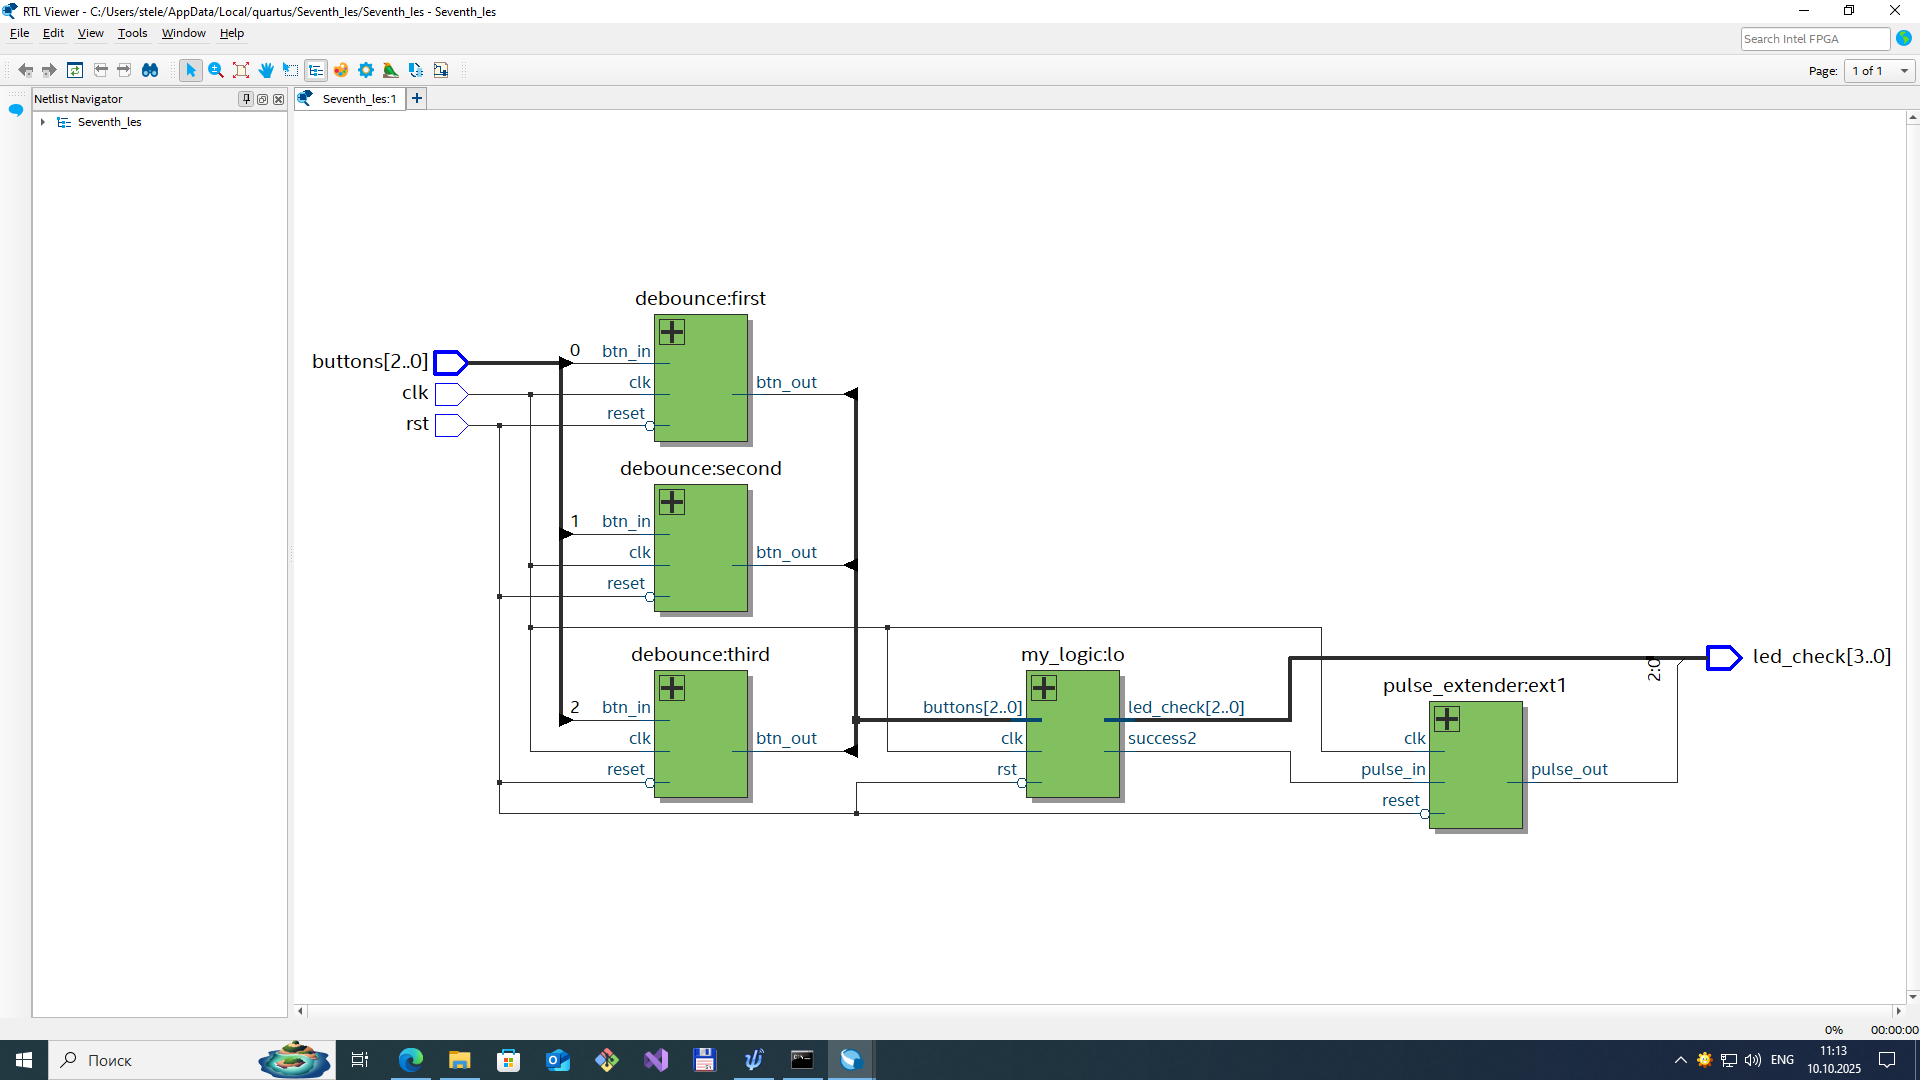 RTL Viewer - C:/Users/stele/AppData/Local/quartus/Seventh_les/Seventh_les - Seventh_les
File Edit View Tools Window Help
Search Intel FPGA
Page: 1 of 1
Netlist Navigator
Seventh_les:1
Seventh_les
debounce:first
buttons[2..0]
0
btn_in
clk
clk
btn_out
rst
reset
debounce:second
1
btn_in
clk
btn_out
reset
debounce:third
2
btn_in
clk
btn_out
reset
my_logic:lo
buttons[2..0]
led_check[2..0]
clk
success2
rst
pulse_extender:ext1
clk
pulse_in
pulse_out
reset
2:0
led_check[3..0]
0%
00:00:00
Поиск
ENG
11:13
10.10.2025